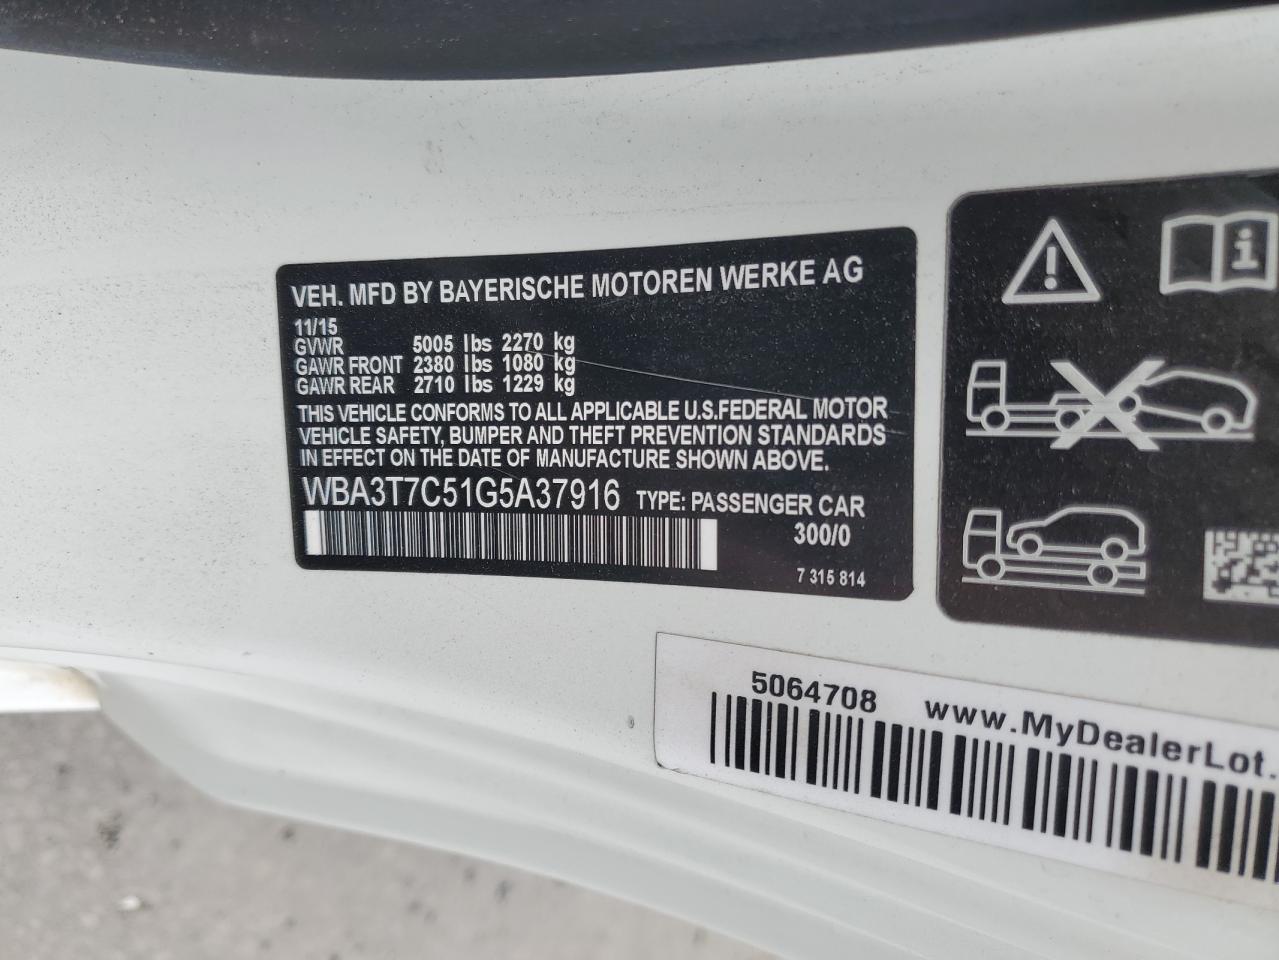 VEH. MFD BY BAYERISCHE MOTOREN WERKE AG
11/15
GVWR 5005 lbs 2270 kg
GAWR FRONT 2380 lbs 1080 kg
GAWR REAR 2710 lbs 1229 kg
THIS VEHICLE CONFORMS TO ALL APPLICABLE U.S.FEDERAL MOTOR
VEHICLE SAFETY, BUMPER AND THEFT PREVENTION STANDARDS
IN EFFECT ON THE DATE OF MANUFACTURE SHOWN ABOVE.
WBA3T7C51G5A37916 TYPE: PASSENGER CAR
300/0
7 315 814
5064708 www.MyDealerLot.